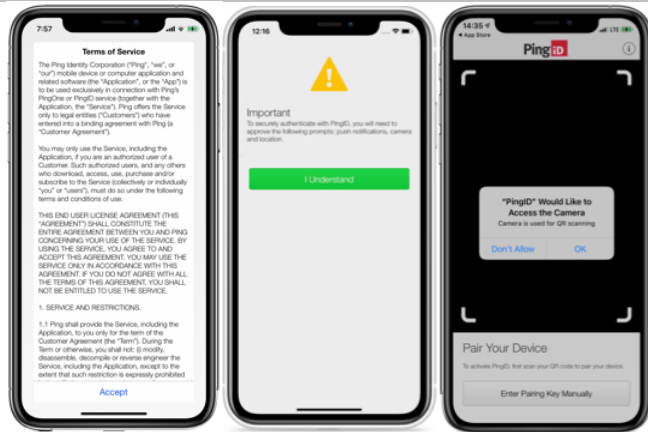 7:57
Terms of Service
The Ping Identity Corporation ("Ping", "we", or
"our") mobile device or computer application and
related software (the "Application", or the "App") is
to be used exclusively in connection with Ping's
PingOne or PingID service (together with the
Application, the "Service"). Ping offers the Service
only to legal entities ("Customers") who have
entered into a binding agreement with Ping (a
"Customer Agreement").
You may only use the Service, including the
Application, if you are an authorized user of a
Customer. Such authorized users, and any others
who download, access, use, purchase and/or
subscribe to the Service (collectively or individually
"you" or "users"), must do so under the following
terms and conditions of use.
THIS END USER LICENSE AGREEMENT (THIS
"AGREEMENT") SHALL CONSTITUTE THE
ENTIRE AGREEMENT BETWEEN YOU AND PING
CONCERNING YOUR USE OF THE SERVICE. BY
USING THE SERVICE, YOU AGREE TO AND
ACCEPT THIS AGREEMENT. YOU MAY USE THE
SERVICE ONLY IN ACCORDANCE WITH THIS
AGREEMENT. IF YOU DO NOT AGREE WITH ALL
THE TERMS OF THIS AGREEMENT, YOU SHALL
NOT BE ENTITLED TO USE THE SERVICE.
1. SERVICE AND RESTRICTIONS.
1.1 Ping shall provide the Service, including the
Application, to you only for the term of the
Customer Agreement (the "Term"). During the
Term or otherwise, you shall not: (i) modify,
disassemble, decompile or reverse engineer the
Service, including the Application, except to the
extent that such restriction is expressly prohibited
Accept
12:16
Important
To securely authenticate with PingID, you will need to
approve the following prompts: push notifications, camera
and location.
I Understand
14:35
App Store
LTE
Ping ID
"PingID" Would Like to
Access the Camera
Camera is used for QR scanning
Don't Allow OK
Pair Your Device
To activate PingID, first scan your QR code to pair your device.
Enter Pairing Key Manually